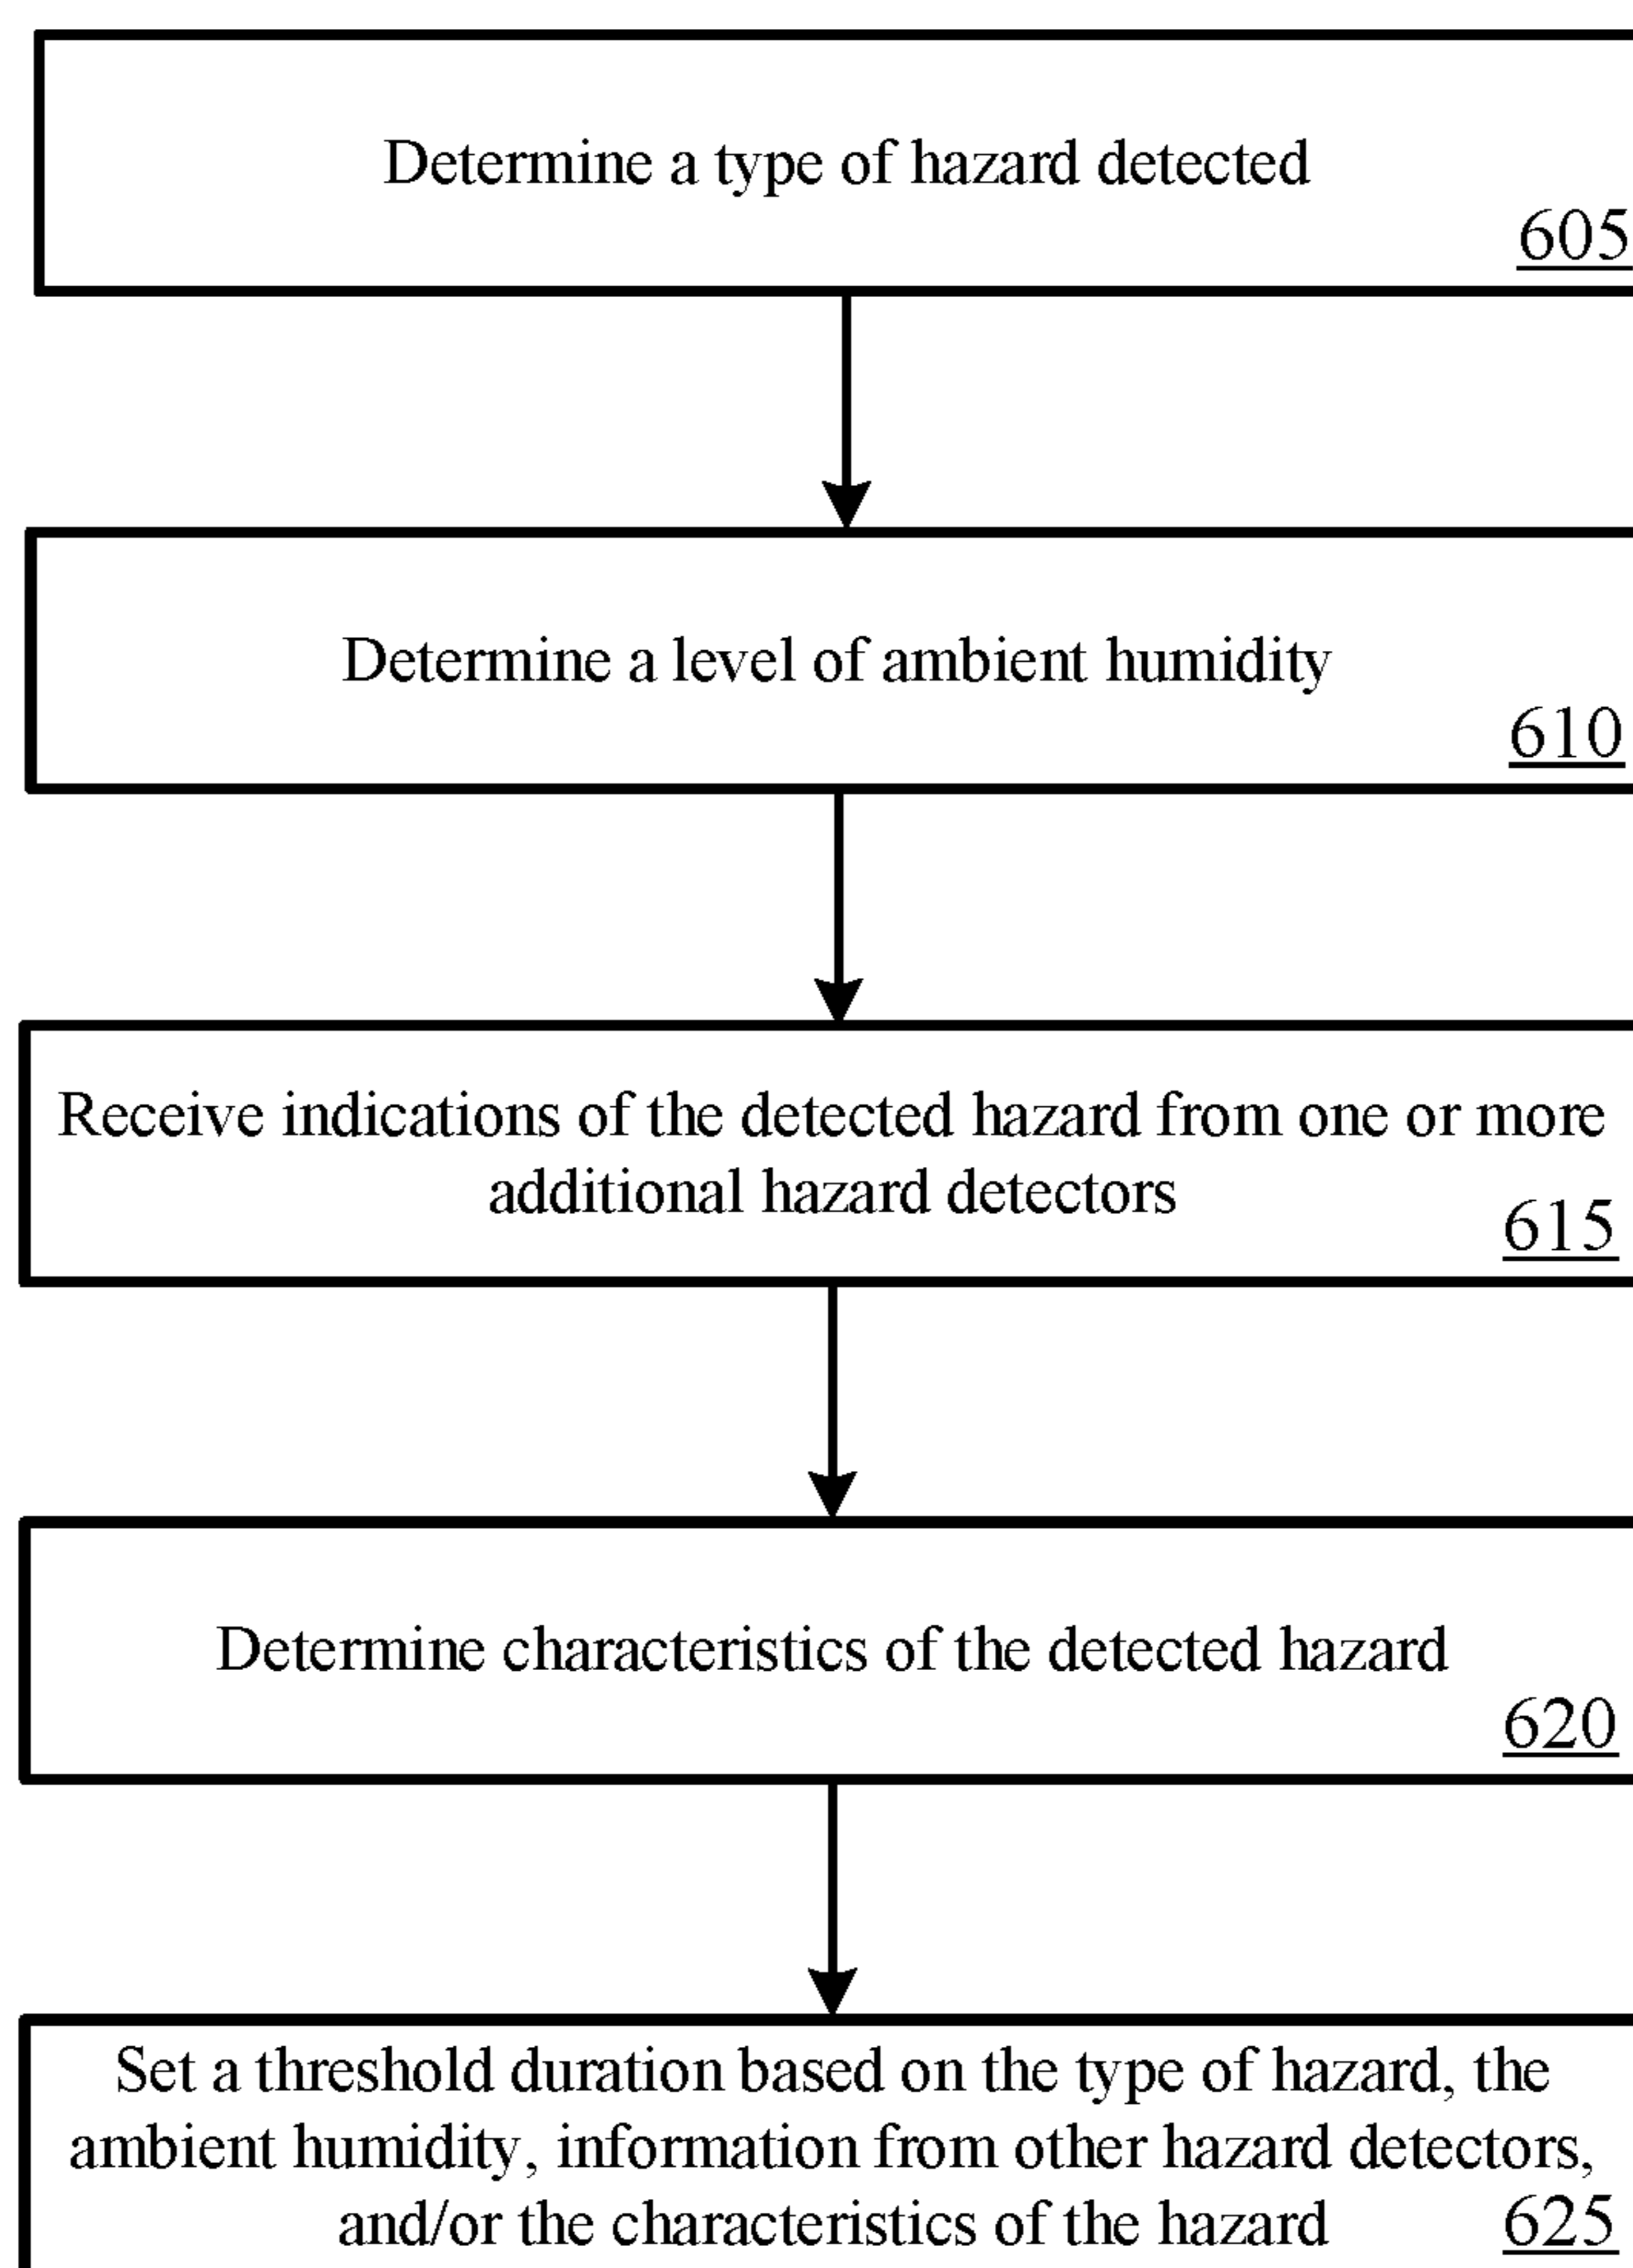 Determine a type of hazard detected
605
Determine a level of ambient humidity
610
Receive indications of the detected hazard from one or more
additional hazard detectors
615
Determine characteristics of the detected hazard
620
Set a threshold duration based on the type of hazard, the
ambient humidity, information from other hazard detectors,
and/or the characteristics of the hazard
625